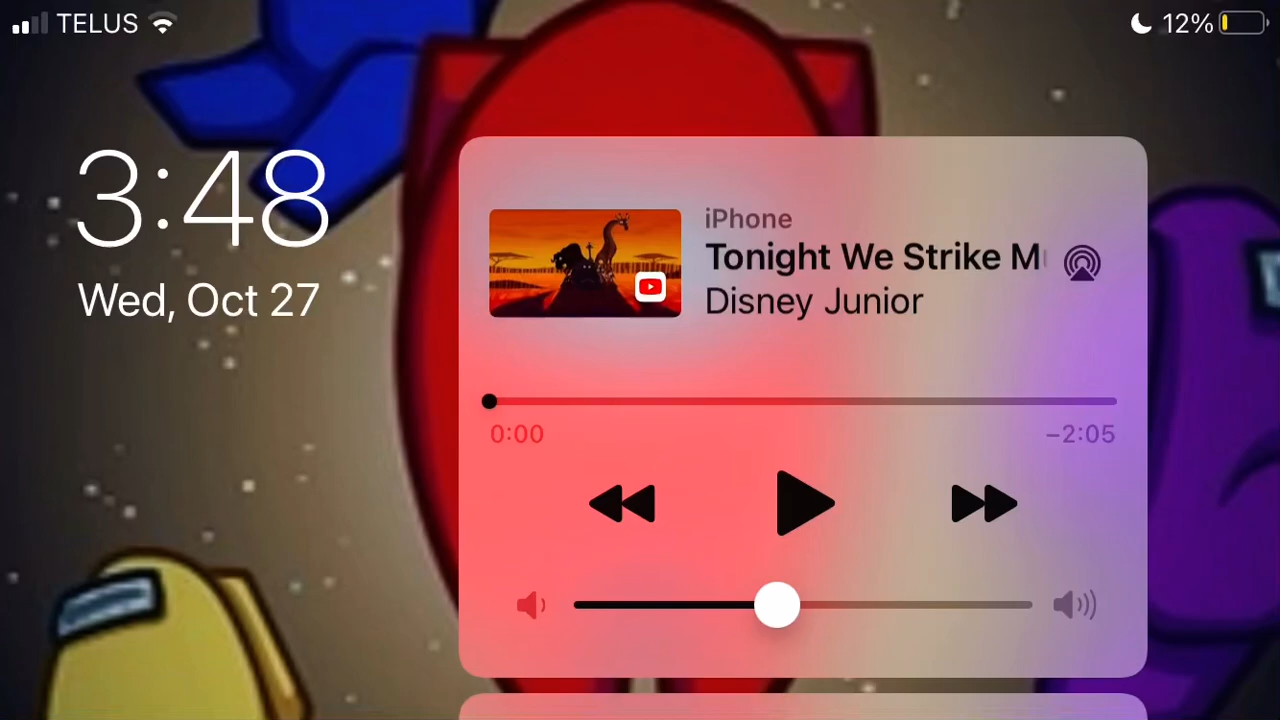 TELUS
12%
3:48
Wed, Oct 27
iPhone
Tonight We Strike M
Disney Junior
0:00
−2:05